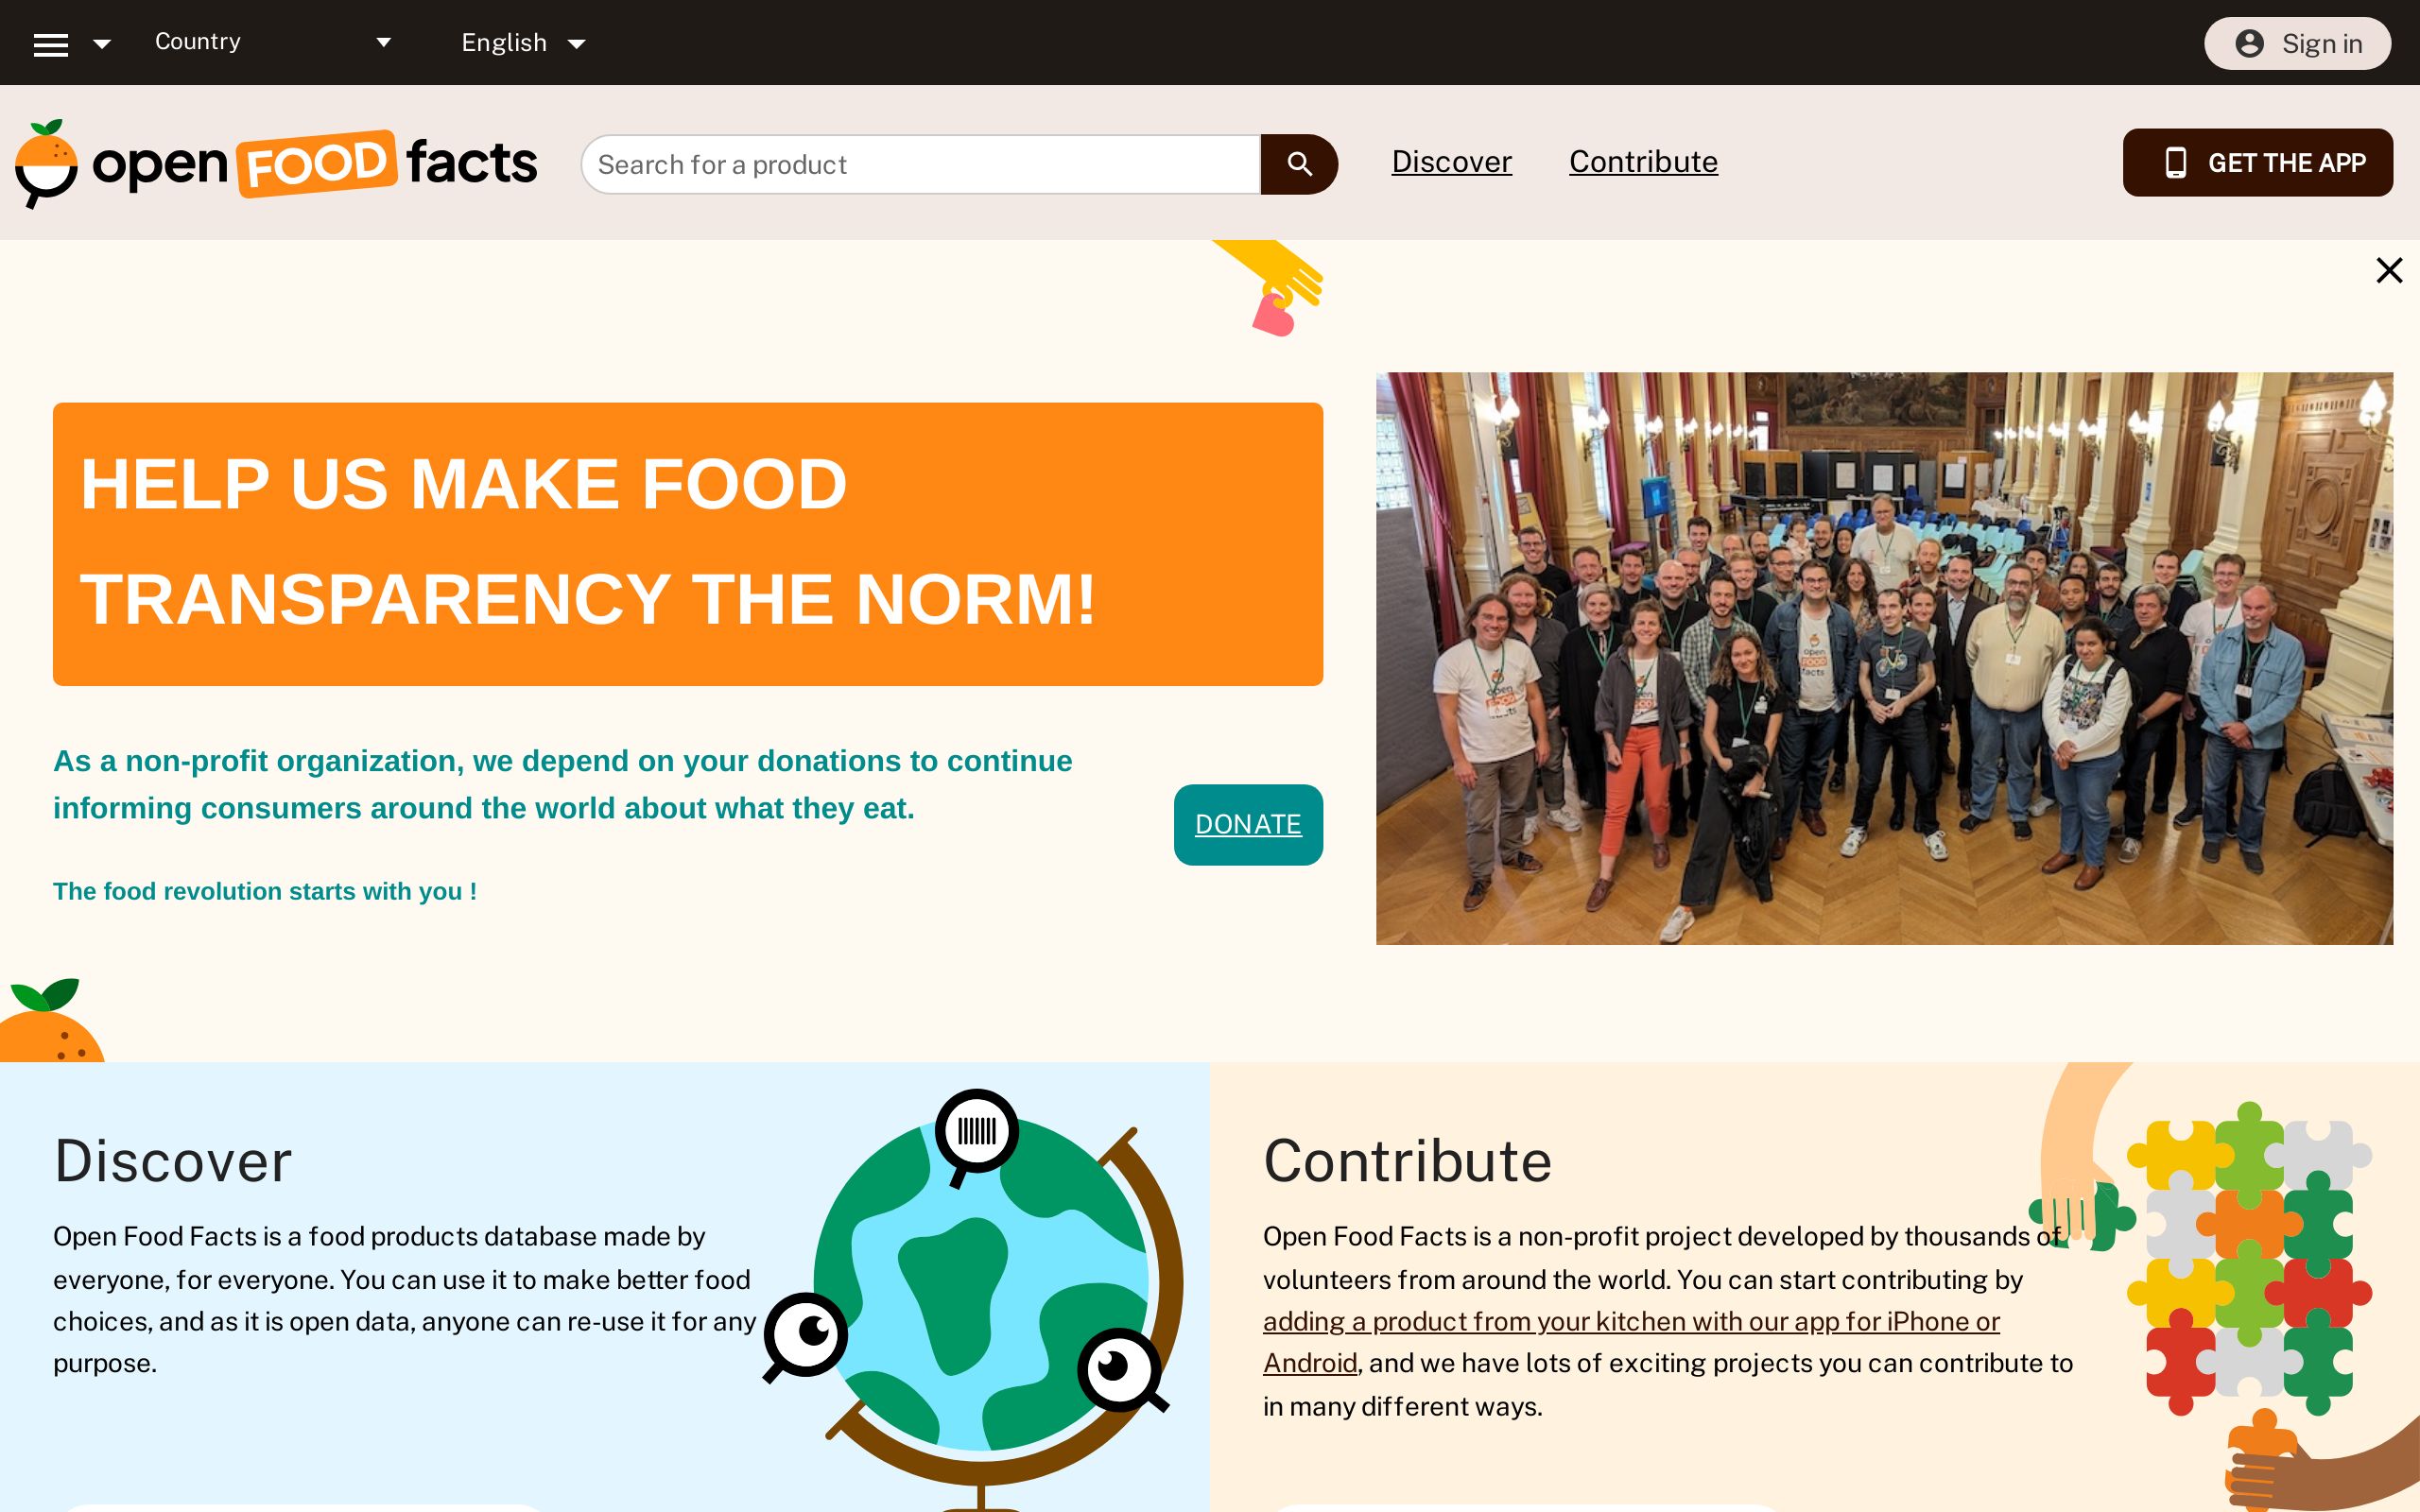 Country
English
Sign in
open FOOD facts
Search for a product
Discover
Contribute
GET THE APP
HELP US MAKE FOOD
TRANSPARENCY THE NORM!
As a non-profit organization, we depend on your donations to continue
informing consumers around the world about what they eat.
DONATE
The food revolution starts with you !
open
FOOD
facts
Discover
Open Food Facts is a food products database made by
everyone, for everyone. You can use it to make better food
choices, and as it is open data, anyone can re-use it for any
purpose.
Contribute
Open Food Facts is a non-profit project developed by thousands of
volunteers from around the world. You can start contributing by
adding a product from your kitchen with our app for iPhone or
Android, and we have lots of exciting projects you can contribute to
in many different ways.